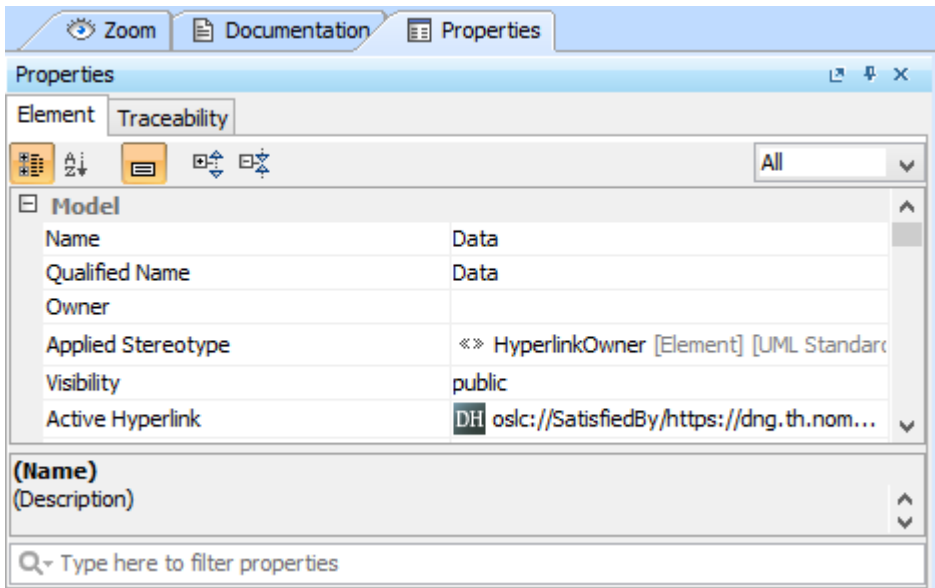 Zoom Documentation Properties
Properties
Element Traceability
All
Model
Name Data
Qualified Name Data
Owner
Applied Stereotype «» HyperlinkOwner [Element] [UML Standard
Visibility public
Active Hyperlink DH oslc://SatisfiedBy/https://dng.th.nom...
(Name)
(Description)
Type here to filter properties